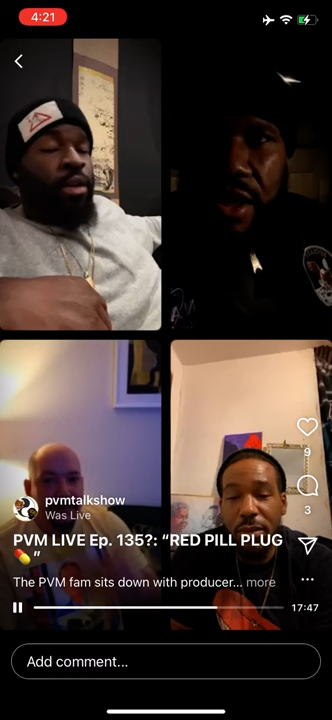 4:21
9
pvmtalkshow
Was Live
3
PVM LIVE Ep. 135?: “RED PILL PLUG
💊”
The PVM fam sits down with producer... more
17:47
Add comment...